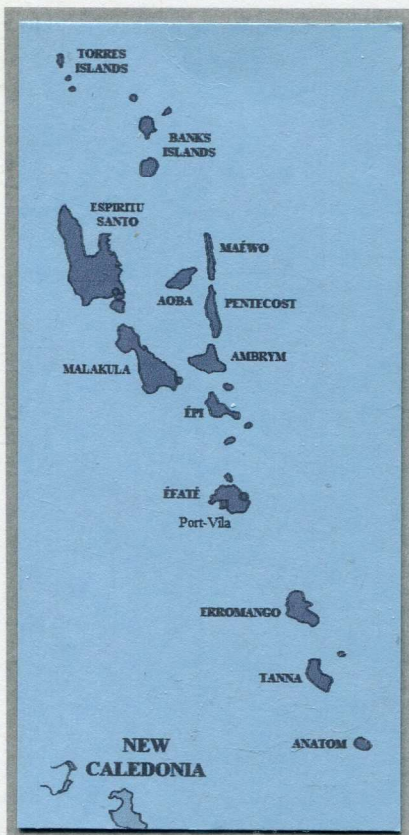 TORRES
ISLANDS
BANKS
ISLANDS
ESPIRITU
SANTO
MAÉWO
AOBA
PENTECOST
AMBRYM
MALAKULA
ÉPI
ÉFATÉ
Port-Vila
ERROMANGO
TANNA
ANATOM
NEW
CALEDONIA